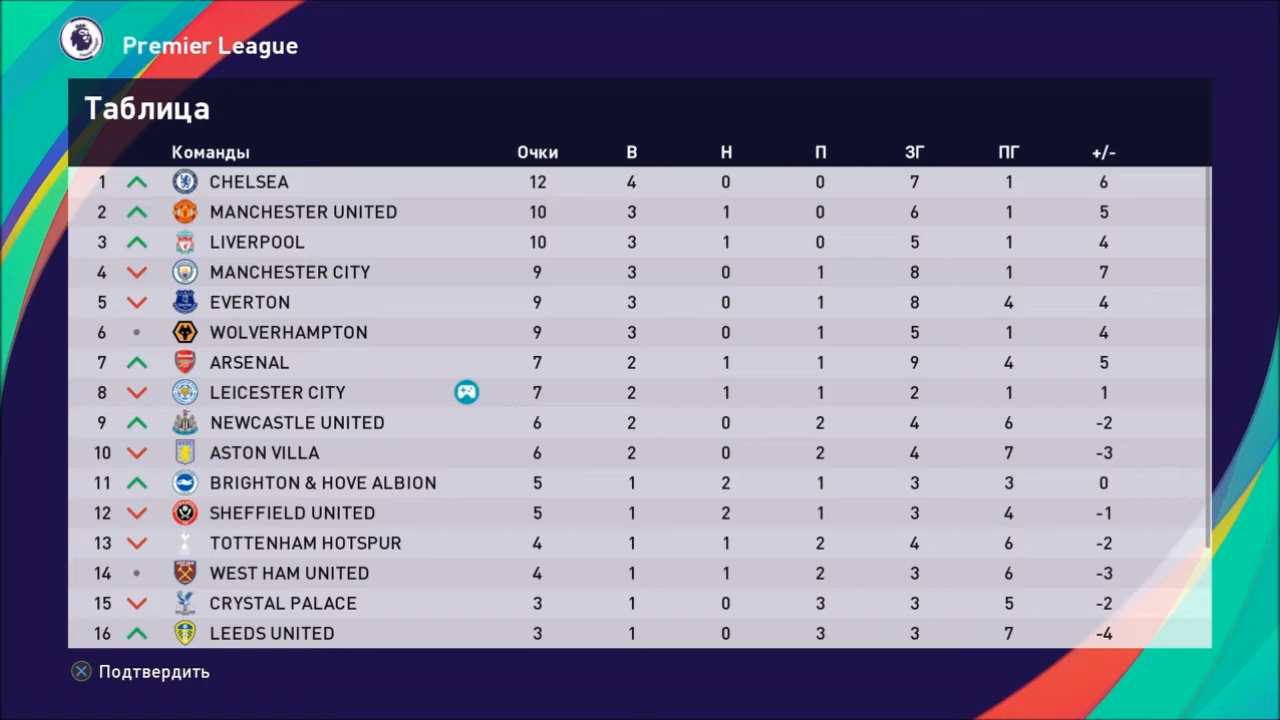 Premier League
Таблица
Команды Очки В Н П ЗГ ПГ +/-
1 CHELSEA 12 4 0 0 7 1 6
2 MANCHESTER UNITED 10 3 1 0 6 1 5
3 LIVERPOOL 10 3 1 0 5 1 4
4 MANCHESTER CITY 9 3 0 1 8 1 7
5 EVERTON 9 3 0 1 8 4 4
6 WOLVERHAMPTON 9 3 0 1 5 1 4
7 ARSENAL 7 2 1 1 9 4 5
8 LEICESTER CITY 7 2 1 1 2 1 1
9 NEWCASTLE UNITED 6 2 0 2 4 6 -2
10 ASTON VILLA 6 2 0 2 4 7 -3
11 BRIGHTON & HOVE ALBION 5 1 2 1 3 3 0
12 SHEFFIELD UNITED 5 1 2 1 3 4 -1
13 TOTTENHAM HOTSPUR 4 1 1 2 4 6 -2
14 WEST HAM UNITED 4 1 1 2 3 6 -3
15 CRYSTAL PALACE 3 1 0 3 3 5 -2
16 LEEDS UNITED 3 1 0 3 3 7 -4
Подтвердить